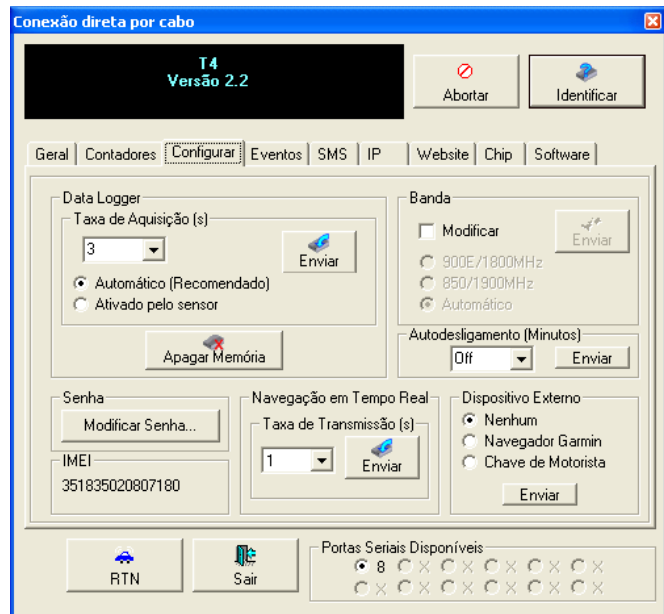 Conexão direta por cabo
T4
Versão 2.2
Abortar
Identificar
Geral
Contadores
Configurar
Eventos
SMS
IP
Website
Chip
Software
Data Logger
Taxa de Aquisição (s)
3
Enviar
Automático (Recomendado)
Ativado pelo sensor
Apagar Memória
Banda
Modificar
Enviar
900E/1800MHz
850/1900MHz
Automático
Autodesligamento (Minutos)
Off
Enviar
Senha
Modificar Senha...
IMEI
351835020807180
Navegação em Tempo Real
Taxa de Transmissão (s)
1
Enviar
Dispositivo Externo
Nenhum
Navegador Garmin
Chave de Motorista
Enviar
RTN
Sair
Portas Seriais Disponíveis
8 X X X X X
X X X X X X